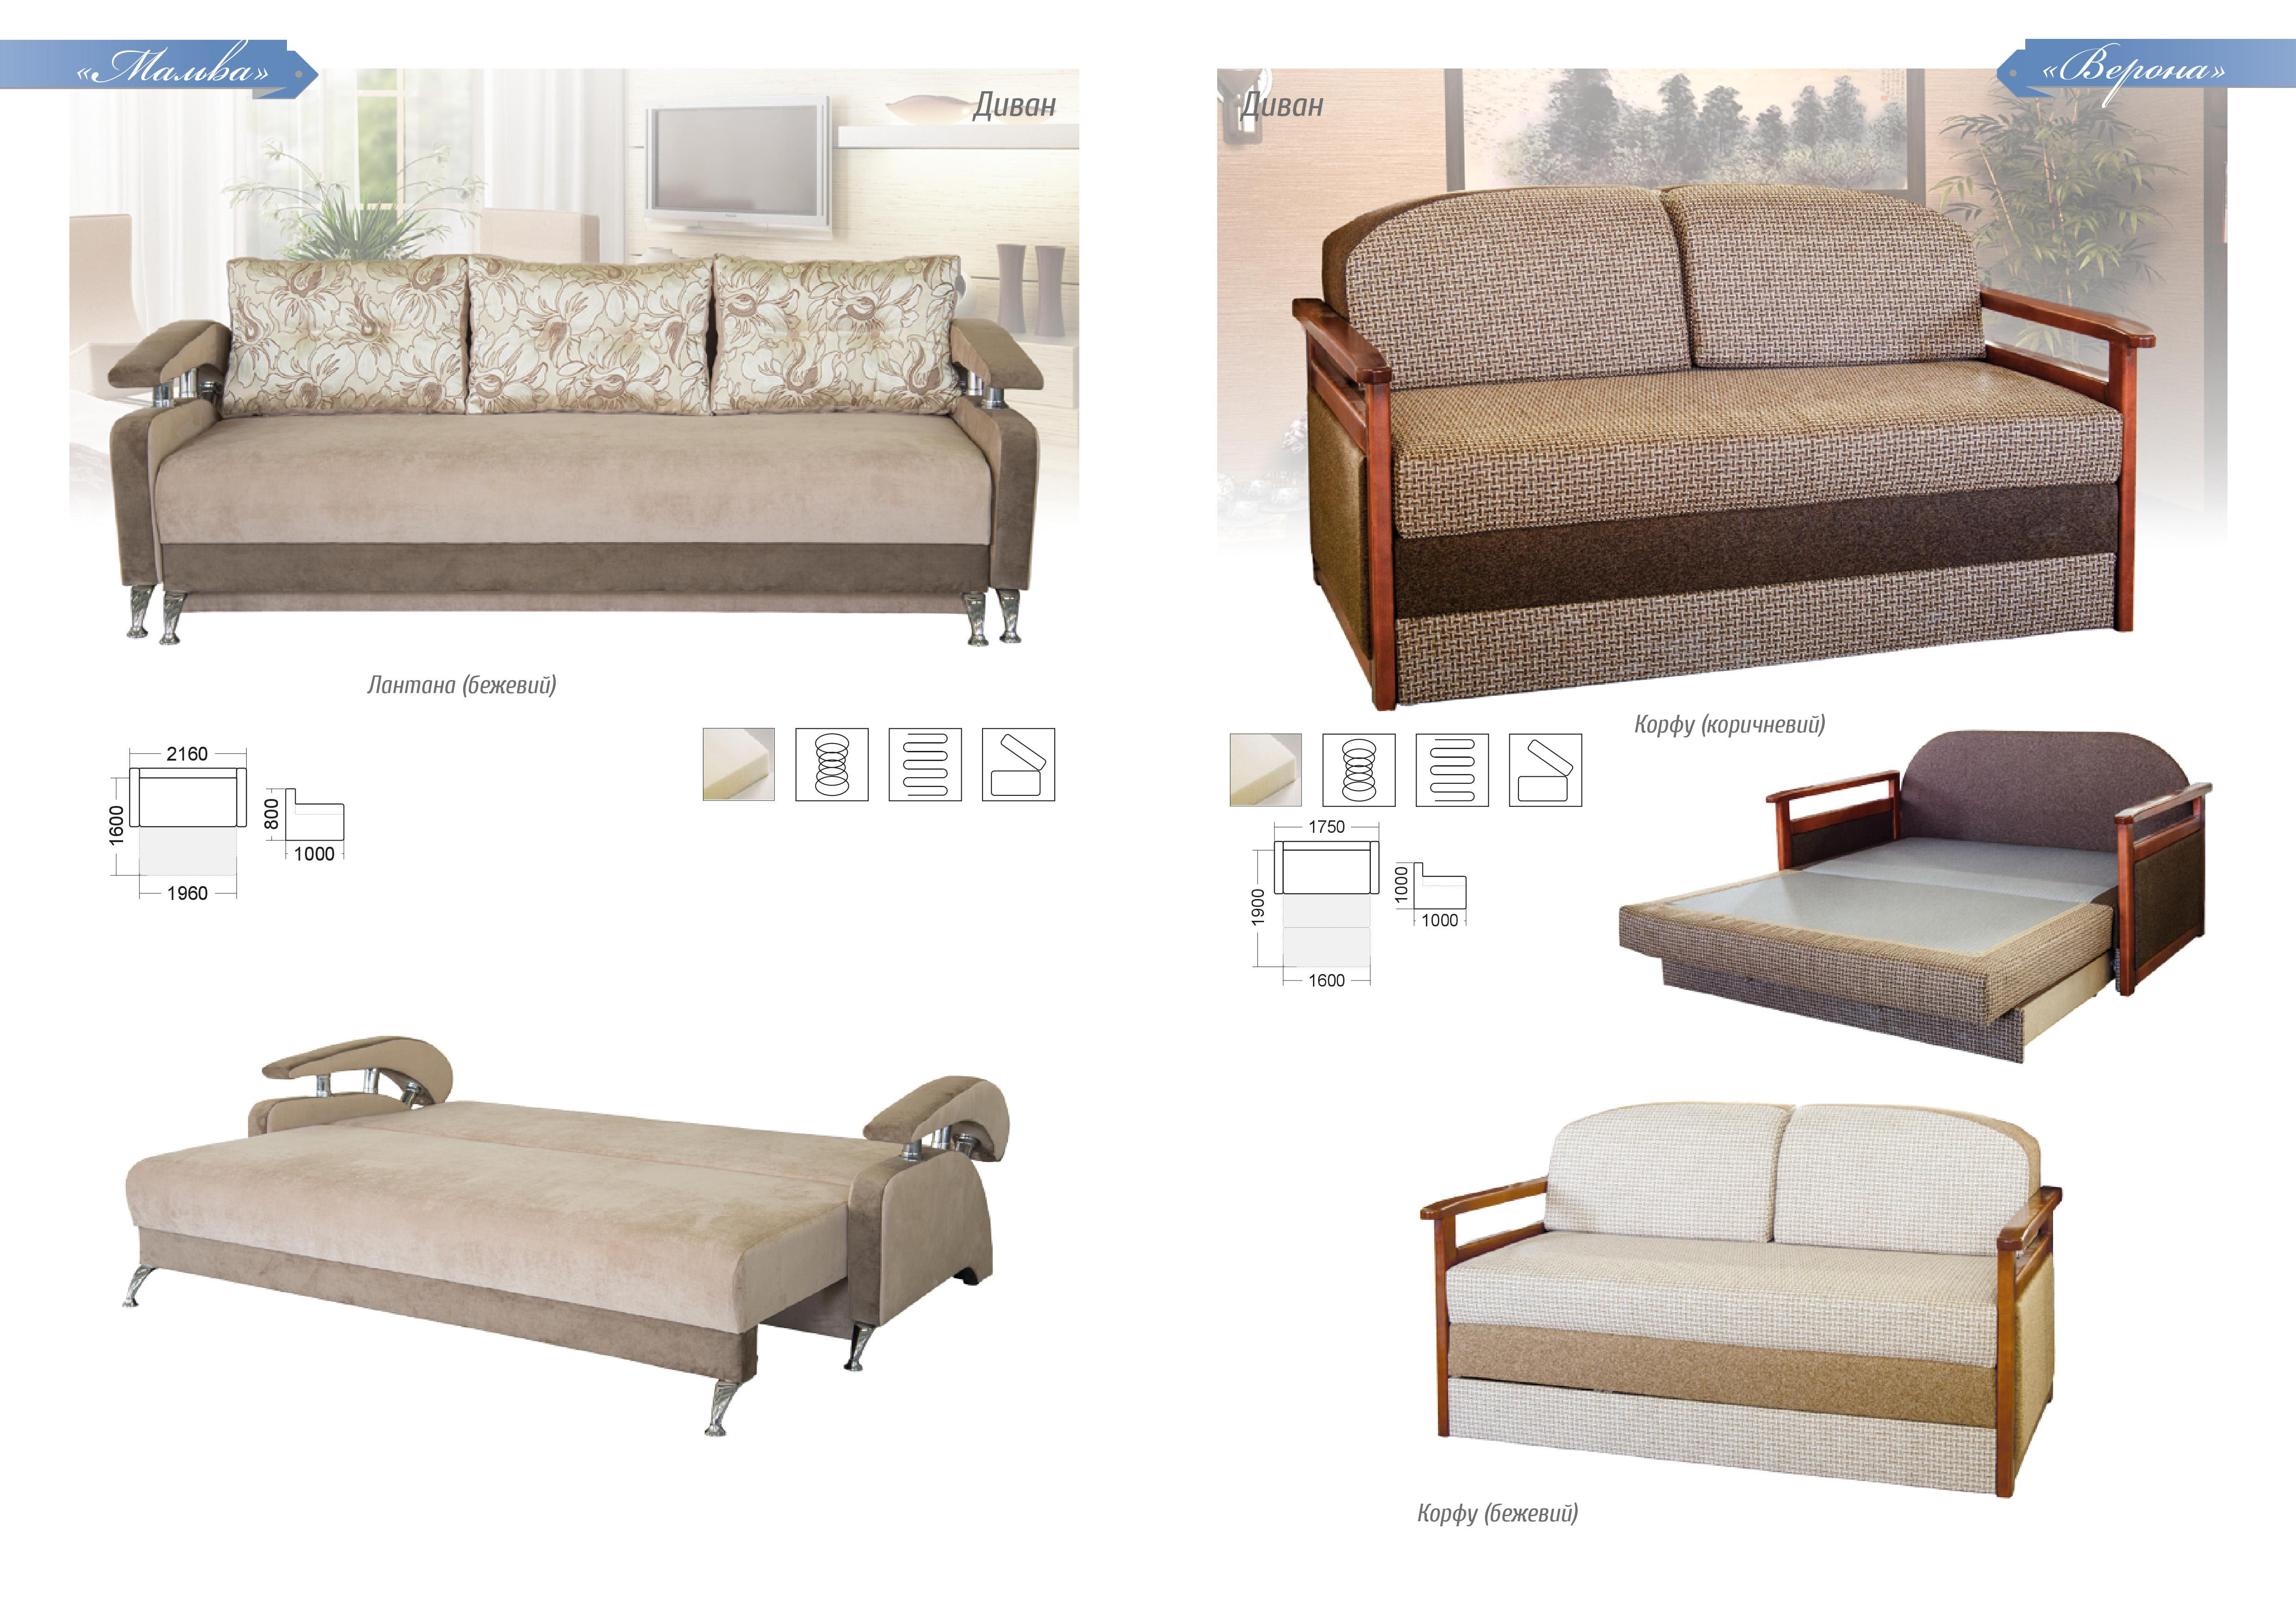 «Мальва»
Диван
Лантана (бежевий)
2160
1600
800
1000
1960
«Верона»
Диван
Корфу (коричневий)
1750
1900
1000
1000
1600
Корфу (бежевий)